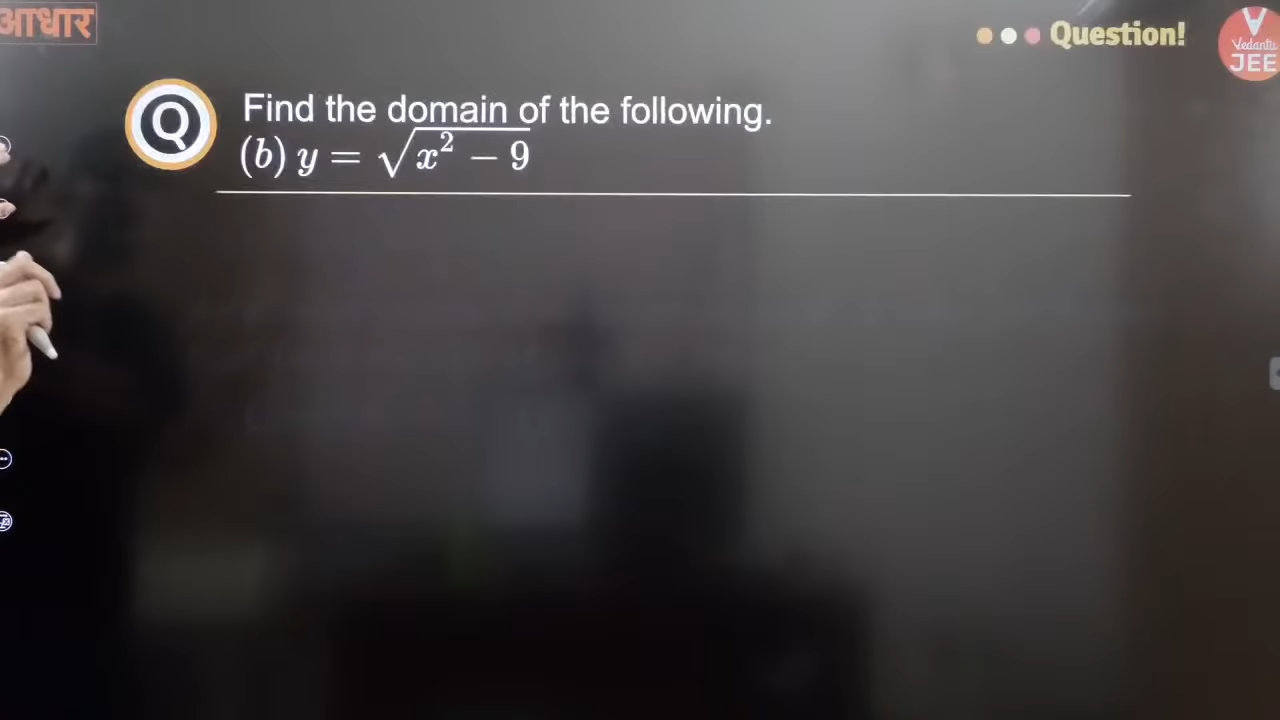 आधार
Question!
Vedantu
JEE
Q
Find the domain of the following.
(b) y = √(x² − 9)